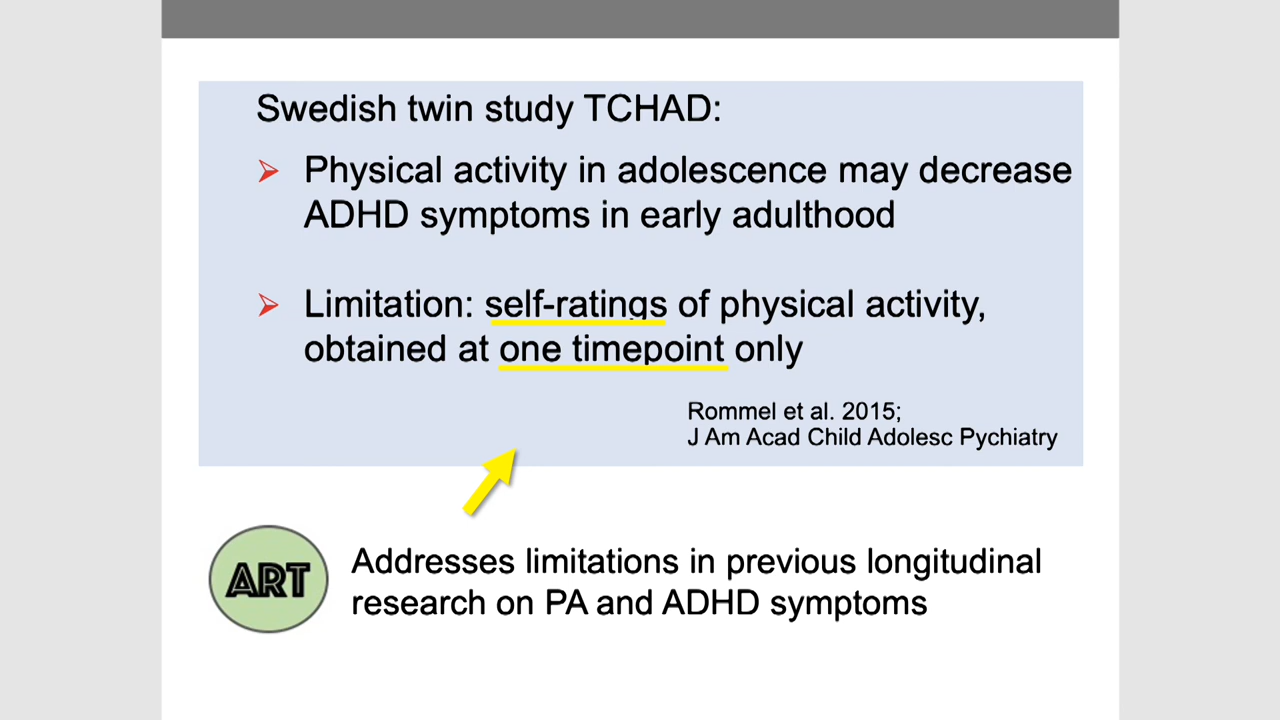 Swedish twin study TCHAD:
Physical activity in adolescence may decrease
ADHD symptoms in early adulthood
Limitation: self-ratings of physical activity,
obtained at one timepoint only
Rommel et al. 2015;
J Am Acad Child Adolesc Pychiatry
ART
Addresses limitations in previous longitudinal
research on PA and ADHD symptoms